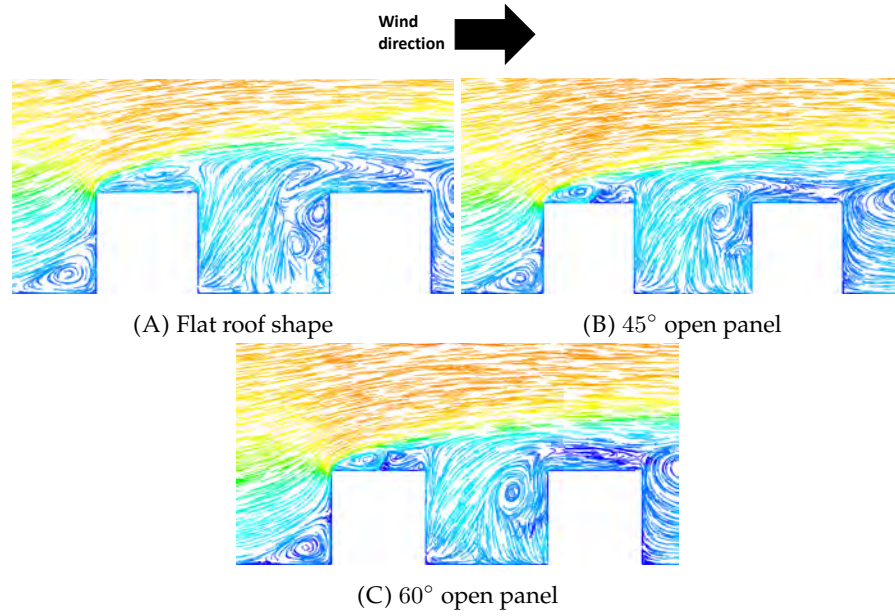 Wind
direction
(A) Flat roof shape
(B) 45° open panel
(C) 60° open panel